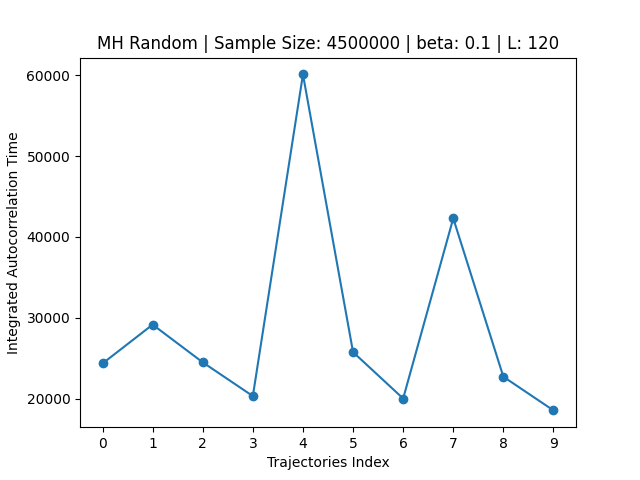 MH Random | Sample Size: 4500000 | beta: 0.1 | L: 120
Integrated Autocorrelation Time
60000
50000
40000
30000
20000
0 1 2 3 4 5 6 7 8 9
Trajectories Index